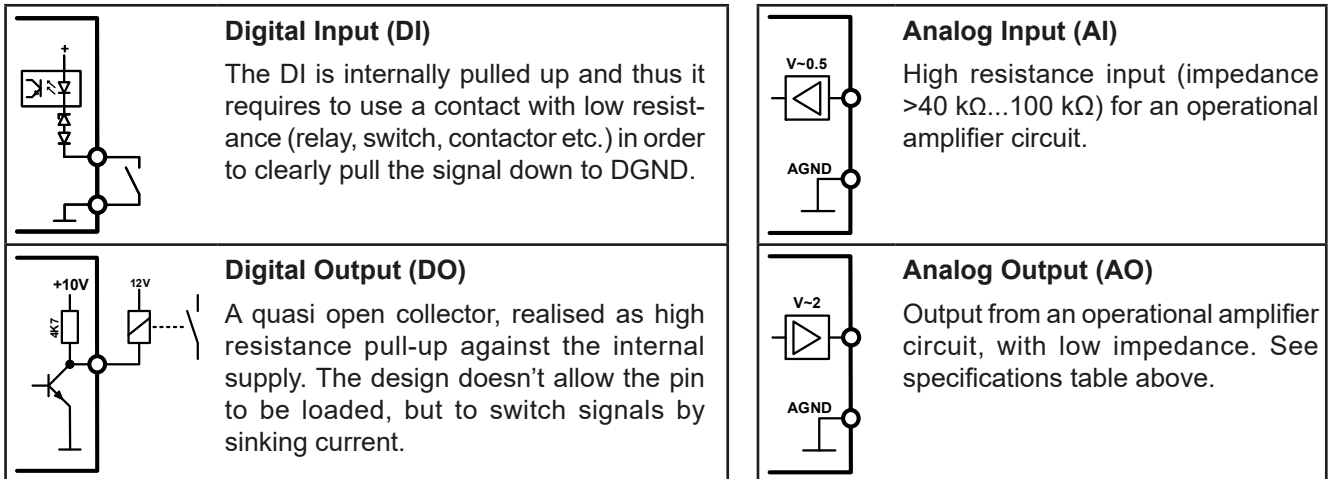 Digital Input (DI)
The DI is internally pulled up and thus it
requires to use a contact with low resist-
ance (relay, switch, contactor etc.) in order
to clearly pull the signal down to DGND.
+
Digital Output (DO)
A quasi open collector, realised as high
resistance pull-up against the internal
supply. The design doesn’t allow the pin
to be loaded, but to switch signals by
sinking current.
+10V
12V
4K7
Analog Input (AI)
High resistance input (impedance
>40 kΩ...100 kΩ) for an operational
amplifier circuit.
V~0.5
AGND
Analog Output (AO)
Output from an operational amplifier
circuit, with low impedance. See
specifications table above.
V~2
AGND